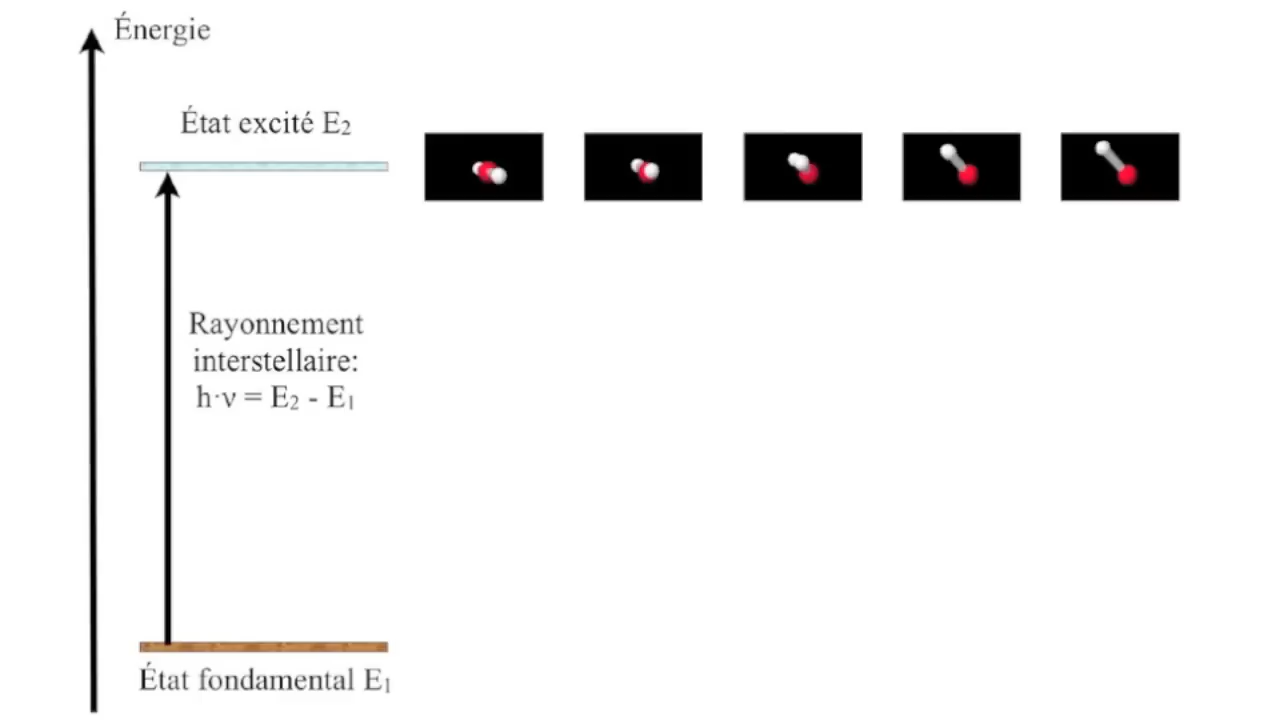 Énergie
État excité E₂
Rayonnement
interstellaire:
h·ν = E₂ - E₁
État fondamental E₁